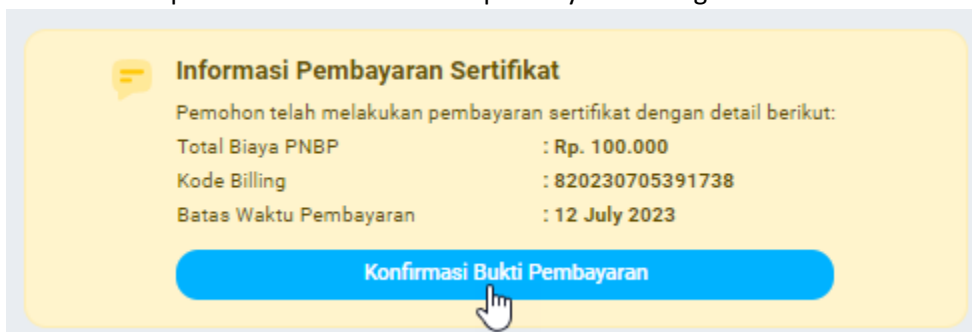 Informasi Pembayaran Sertifikat
Pemohon telah melakukan pembayaran sertifikat dengan detail berikut:
Total Biaya PNBP : Rp. 100.000
Kode Billing : 820230705391738
Batas Waktu Pembayaran : 12 July 2023
Konfirmasi Bukti Pembayaran